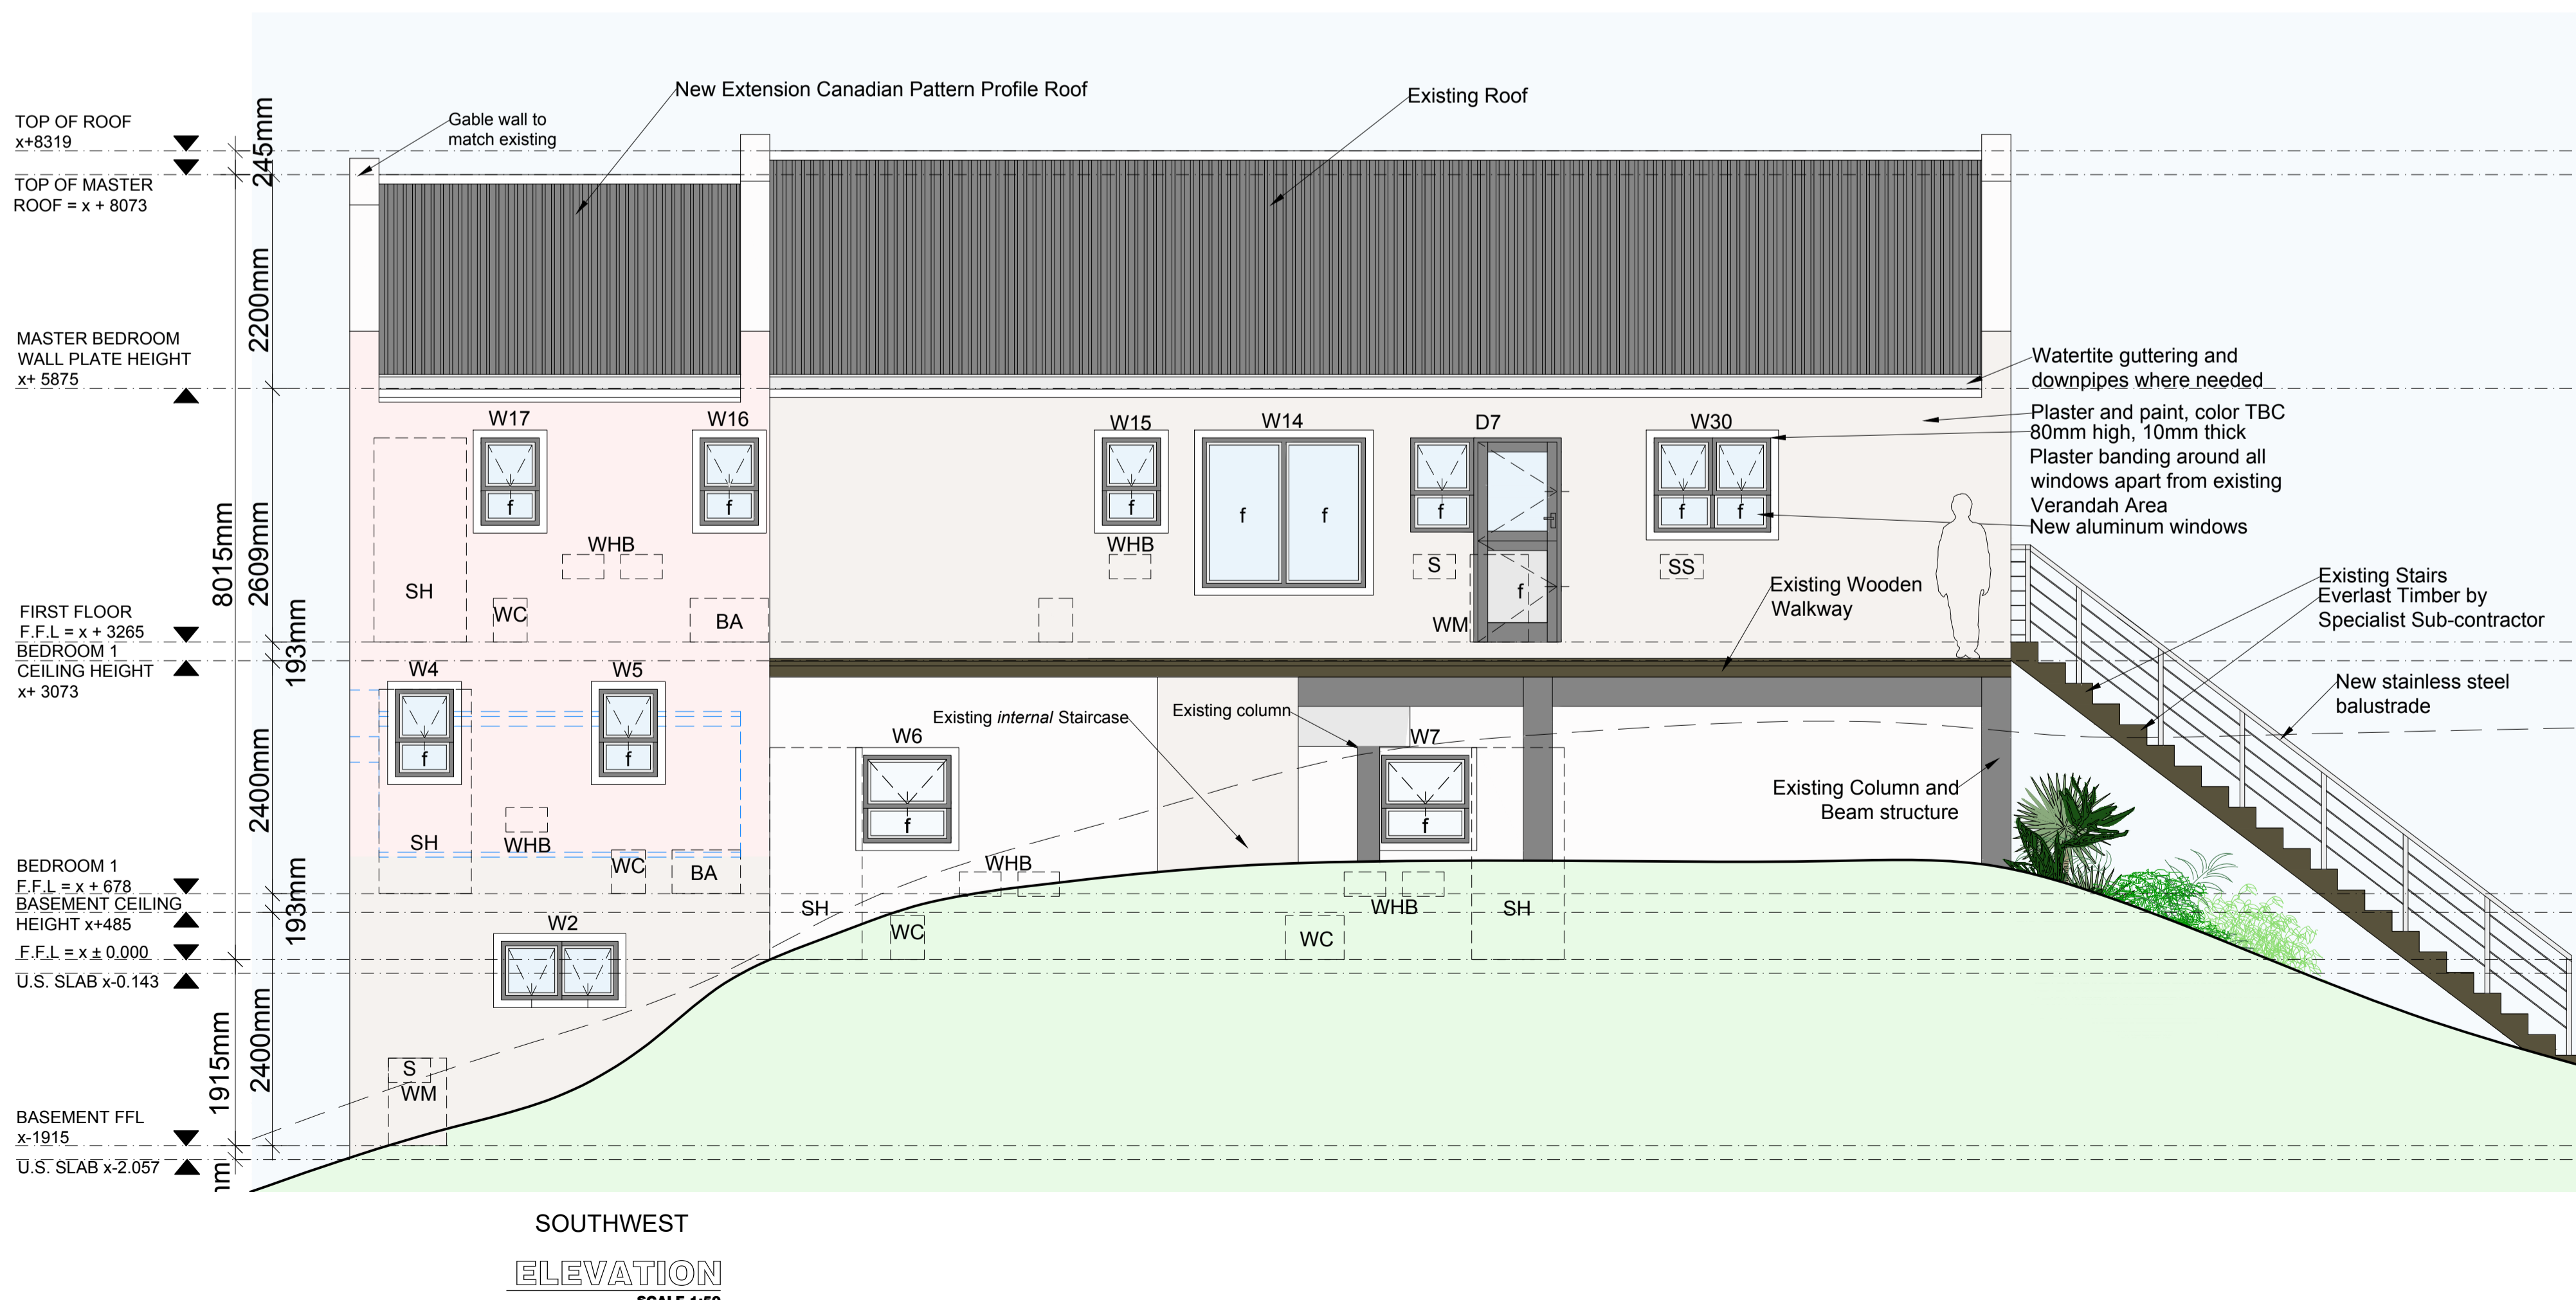 TOP OF ROOF
x+8319
TOP OF MASTER
ROOF = x + 8073
MASTER BEDROOM
WALL PLATE HEIGHT
x+ 5875
FIRST FLOOR
F.F.L = x + 3265
BEDROOM 1
CEILING HEIGHT
x+ 3073
BEDROOM 1
F.F.L = x + 678
BASEMENT CEILING
HEIGHT x+485
F.F.L = x ± 0.000
U.S. SLAB x-0.143
BASEMENT FFL
x-1915
U.S. SLAB x-2.057
245mm
2200mm
8015mm
2609mm
193mm
2400mm
193mm
1915mm
2400mm
Gable wall to
match existing
New Extension Canadian Pattern Profile Roof
Existing Roof
Watertite guttering and
downpipes where needed
Plaster and paint, color TBC
80mm high, 10mm thick
Plaster banding around all
windows apart from existing
Verandah Area
New aluminum windows
W17
W16
W15
W14
D7
W30
f
f
f
f
f
f
f
f
f
WHB
WHB
S
SS
SH
WC
BA
WM
Existing Wooden
Walkway
Existing Stairs
Everlast Timber by
Specialist Sub-contractor
New stainless steel
balustrade
W4
W5
f
f
Existing internal Staircase
Existing column
W6
W7
f
f
Existing Column and
Beam structure
SH
WHB
WC
BA
WHB
SH
WC
WHB
WC
SH
W2
S
WM
SOUTHWEST
ELEVATION
SCALE 1:50